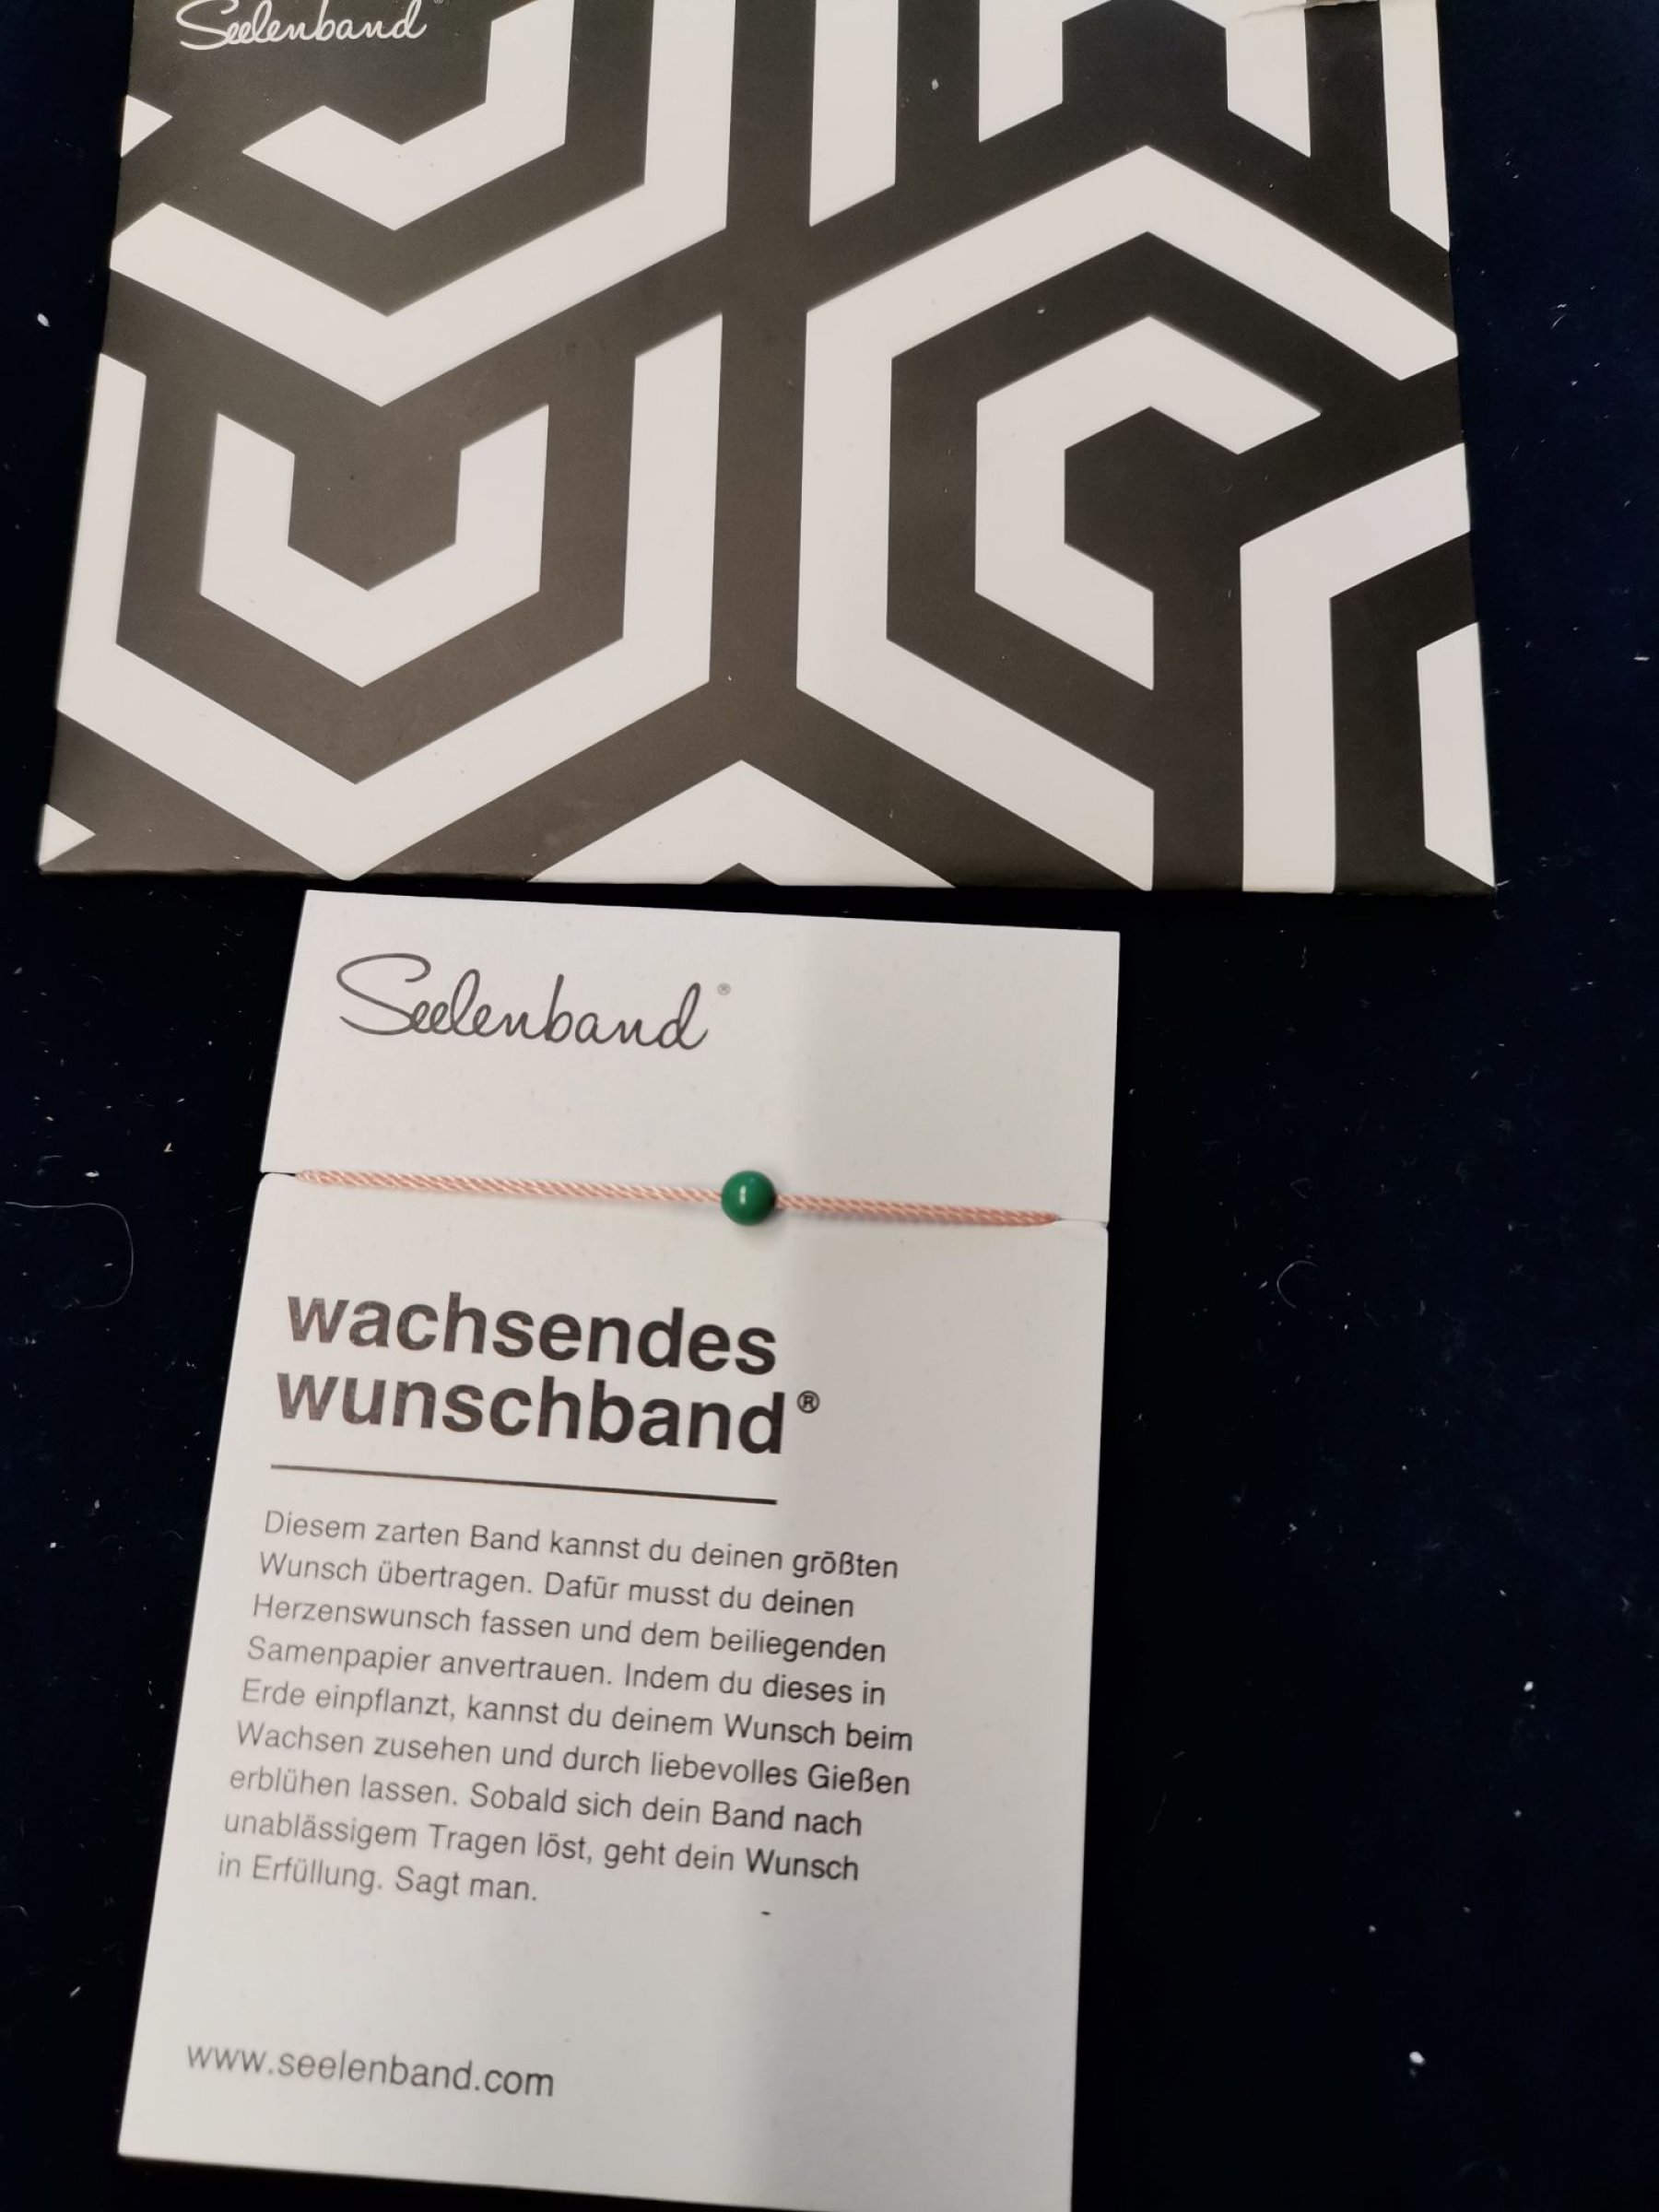 Seelenband
Seelenband®
wachsendes
wunschband®
Diesem zarten Band kannst du deinen größten
Wunsch übertragen. Dafür musst du deinen
Herzenswunsch fassen und dem beiliegenden
Samenpapier anvertrauen. Indem du dieses in
Erde einpflanzt, kannst du deinem Wunsch beim
Wachsen zusehen und durch liebevolles Gießen
erblühen lassen. Sobald sich dein Band nach
unablässigem Tragen löst, geht dein Wunsch
in Erfüllung. Sagt man.
www.seelenband.com